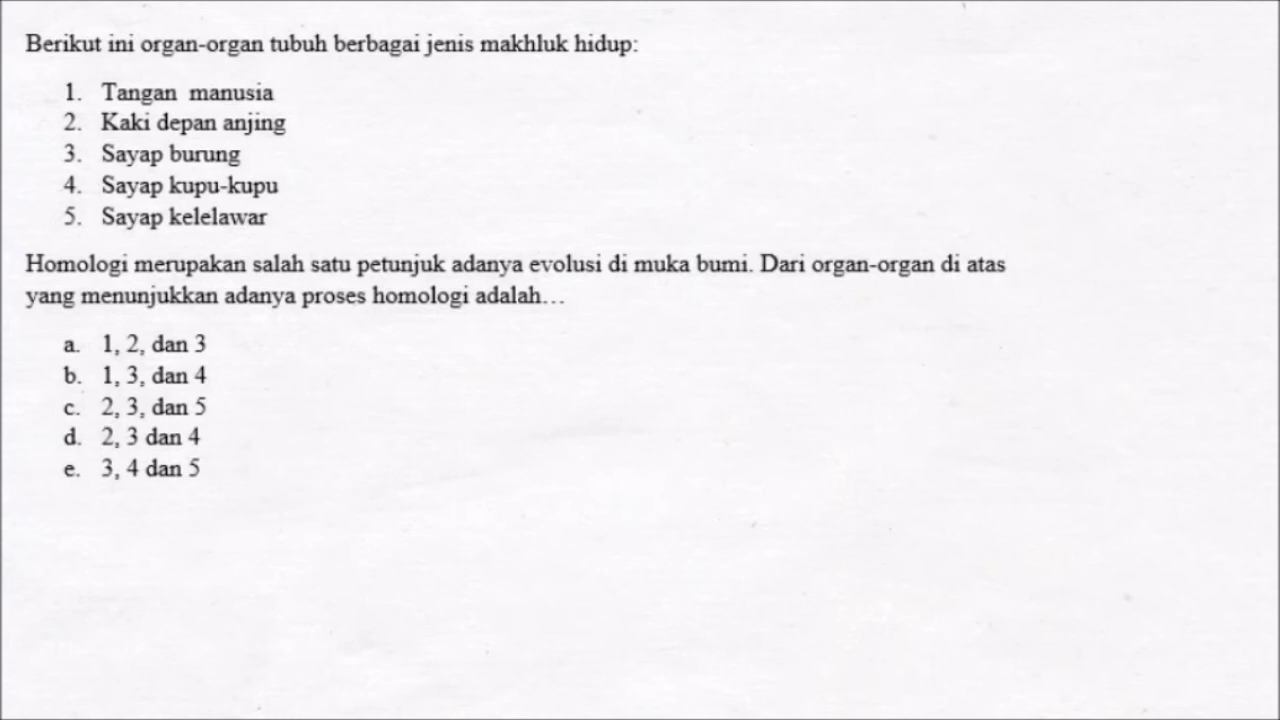 Berikut ini organ-organ tubuh berbagai jenis makhluk hidup:
1. Tangan manusia
2. Kaki depan anjing
3. Sayap burung
4. Sayap kupu-kupu
5. Sayap kelelawar
Homologi merupakan salah satu petunjuk adanya evolusi di muka bumi. Dari organ-organ di atas
yang menunjukkan adanya proses homologi adalah…
a. 1, 2, dan 3
b. 1, 3, dan 4
c. 2, 3, dan 5
d. 2, 3 dan 4
e. 3, 4 dan 5